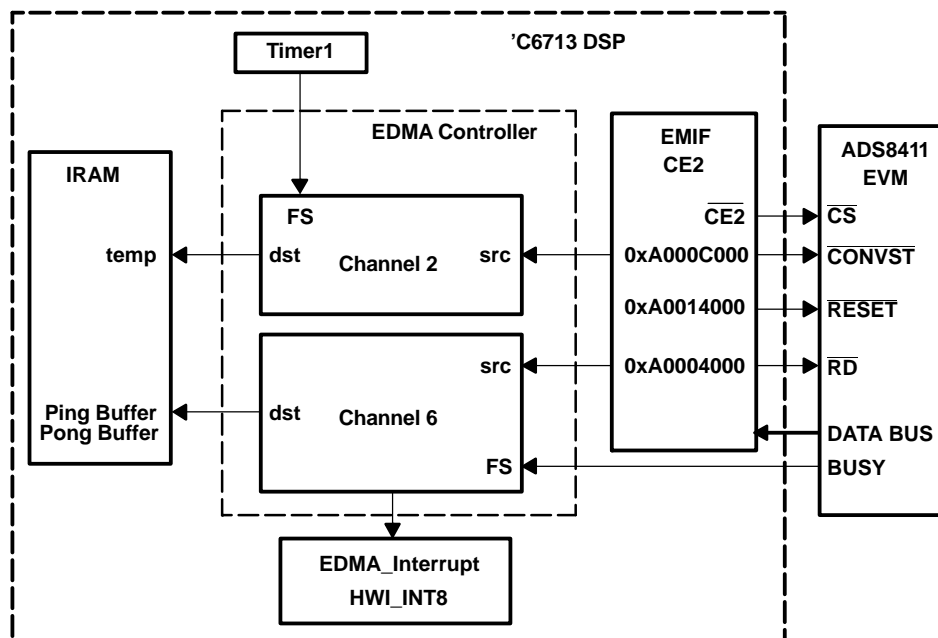 'C6713 DSP
Timer1
EDMA Controller
IRAM
temp
Ping Buffer
Pong Buffer
FS
dst
Channel 2
src
src
dst
Channel 6
FS
EDMA_Interrupt
HWI_INT8
EMIF
CE2
CE2
0xA000C000
0xA0014000
0xA0004000
ADS8411
EVM
CS
CONVST
RESET
RD
DATA BUS
BUSY